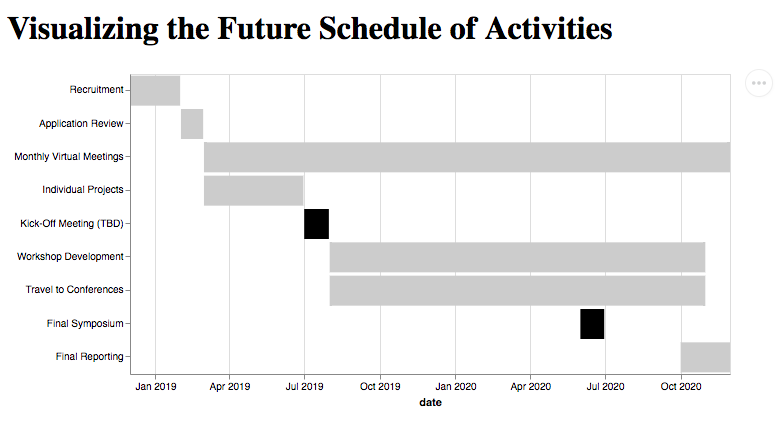 Visualizing the Future Schedule of Activities
Recruitment
Application Review
Monthly Virtual Meetings
Individual Projects
Kick-Off Meeting (TBD)
Workshop Development
Travel to Conferences
Final Symposium
Final Reporting
Jan 2019 Apr 2019 Jul 2019 Oct 2019 Jan 2020 Apr 2020 Jul 2020 Oct 2020
date